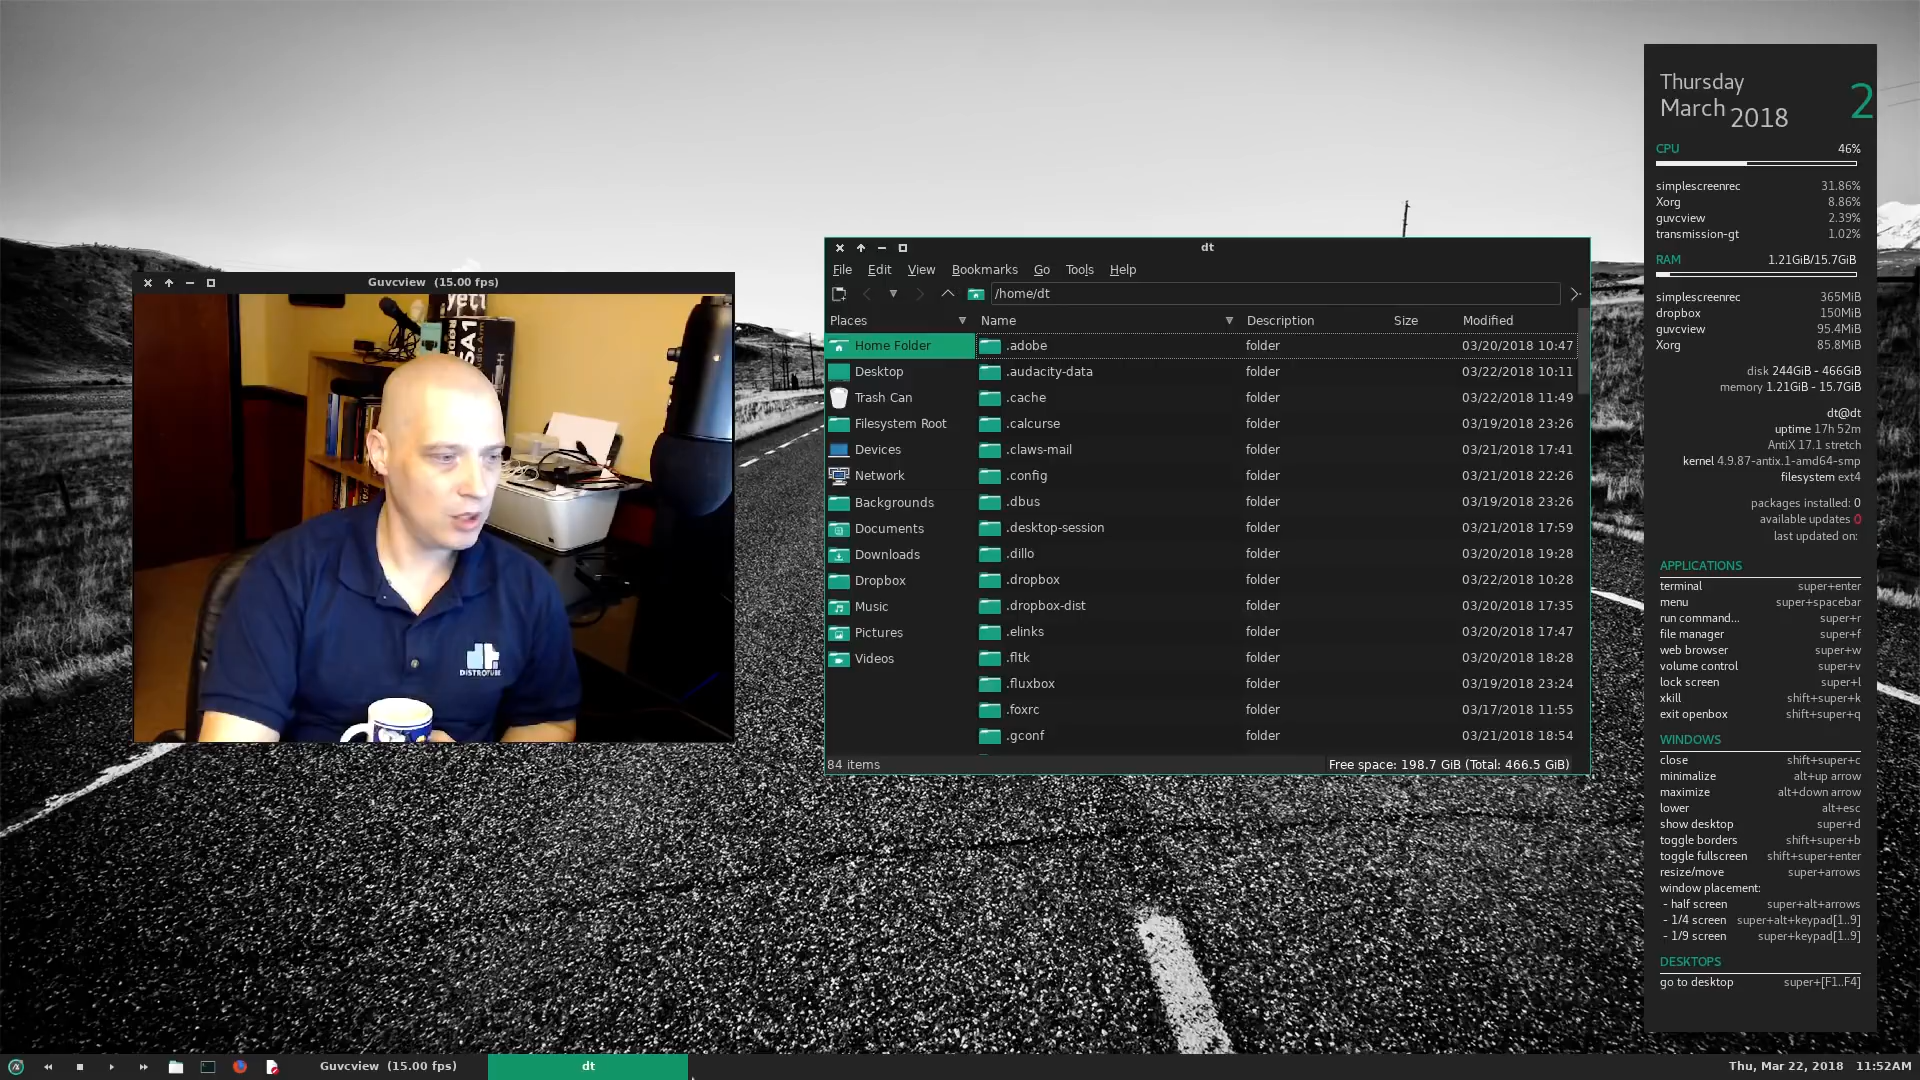 Thursday
March 2018 2
CPU 46%
simplescreenrec 31.86%
Xorg 8.86%
guvcview 2.39%
transmission-gt 1.02%
RAM 1.21GiB/15.7GiB
simplescreenrec 365MiB
dropbox 150MiB
guvcview 95.4MiB
Xorg 85.8MiB
disk 244GiB - 466GiB
memory 1.21GiB - 15.7GiB
dt@dt
uptime 17h 52m
AntiX 17.1 stretch
kernel 4.9.87-antix.1-amd64-smp
filesystem ext4
packages installed: 0
available updates 0
last updated on:
APPLICATIONS
terminal super+enter
menu super+spacebar
run command... super+r
file manager super+f
web browser super+w
volume control super+v
lock screen super+l
xkill shift+super+k
exit openbox shift+super+q
WINDOWS
close shift+super+c
minimalize alt+up arrow
maximize alt+down arrow
lower alt+esc
show desktop super+d
toggle borders shift+super+b
toggle fullscreen shift+super+enter
resize/move super+arrows
window placement:
- half screen super+alt+arrows
- 1/4 screen super+alt+keypad[1..9]
- 1/9 screen super+keypad[1..9]
DESKTOPS
go to desktop super+[F1..F4]
dt
File Edit View Bookmarks Go Tools Help
/home/dt
Places Name Description Size Modified
Home Folder
Desktop
Trash Can
Filesystem Root
Devices
Network
Backgrounds
Documents
Downloads
Dropbox
Music
Pictures
Videos
.adobe folder 03/20/2018 10:47
.audacity-data folder 03/22/2018 10:11
.cache folder 03/22/2018 11:49
.calcurse folder 03/19/2018 23:26
.claws-mail folder 03/21/2018 17:41
.config folder 03/21/2018 22:26
.dbus folder 03/19/2018 23:26
.desktop-session folder 03/21/2018 17:59
.dillo folder 03/20/2018 19:28
.dropbox folder 03/22/2018 10:28
.dropbox-dist folder 03/20/2018 17:35
.elinks folder 03/20/2018 17:47
.fltk folder 03/20/2018 18:28
.fluxbox folder 03/19/2018 23:24
.foxrc folder 03/17/2018 11:55
.gconf folder 03/21/2018 18:54
84 items Free space: 198.7 GiB (Total: 466.5 GiB)
Guvcview (15.00 fps)
yeti
dt
DISTROTUBE
Guvcview (15.00 fps) dt Thu, Mar 22, 2018 11:52AM